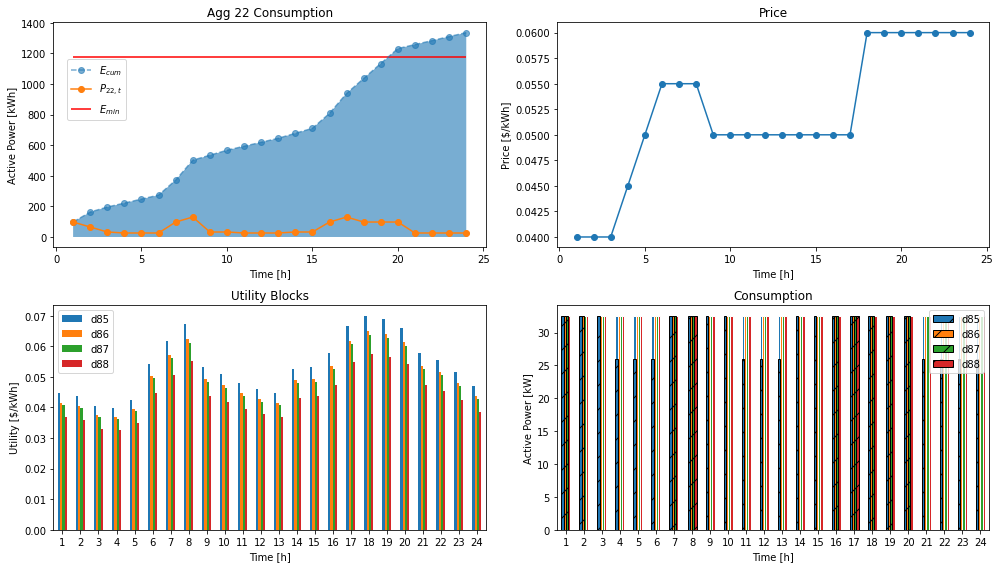 Agg 22 Consumption
Active Power [kWh]
1400
1200
1000
800
600
400
200
0
E_cum
P_22,t
E_min
0 5 10 15 20 25
Time [h]
Price
Price [$/kWh]
0.0600
0.0575
0.0550
0.0525
0.0500
0.0475
0.0450
0.0425
0.0400
0 5 10 15 20 25
Time [h]
Utility Blocks
Utility [$/kWh]
0.07
0.06
0.05
0.04
0.03
0.02
0.01
0.00
d85
d86
d87
d88
1 2 3 4 5 6 7 8 9 10 11 12 13 14 15 16 17 18 19 20 21 22 23 24
Time [h]
Consumption
Active Power [kW]
30
25
20
15
10
5
0
d85
d86
d87
d88
1 2 3 4 5 6 7 8 9 10 11 12 13 14 15 16 17 18 19 20 21 22 23 24
Time [h]